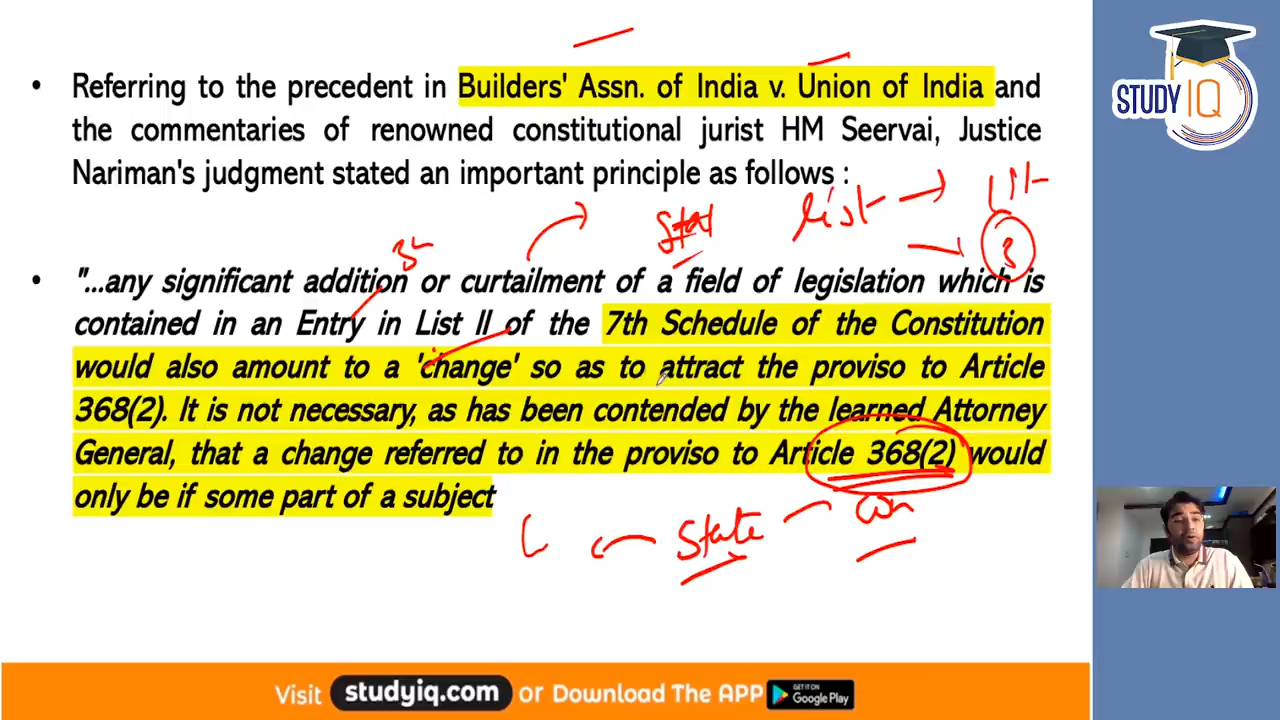 Referring to the precedent in Builders' Assn. of India v. Union of India and
the commentaries of renowned constitutional jurist HM Seervai, Justice
Nariman's judgment stated an important principle as follows :
State list → List
3
"...any significant addition or curtailment of a field of legislation which is
contained in an Entry in List II of the 7th Schedule of the Constitution
would also amount to a 'change' so as to attract the proviso to Article
368(2). It is not necessary, as has been contended by the learned Attorney
General, that a change referred to in the proviso to Article 368(2) would
only be if some part of a subject
State
STUDY IQ
Visit studyiq.com or Download The APP GET IT ON Google Play